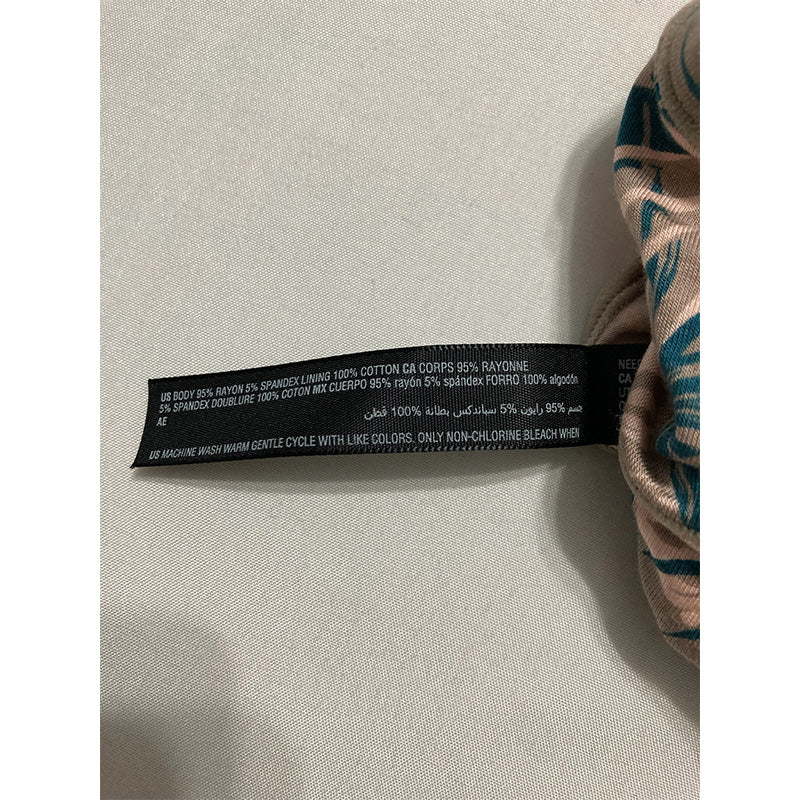 US BODY 95% RAYON 5% SPANDEX LINING 100% COTTON CA CORPS 95% RAYONNE
5% SPANDEX DOUBLURE 100% COTON MX CUERPO 95% rayón 5% spándex FORRO 100% algodón
جسم 95% رايون 5% سباندكس بطانة 100% قطن
AE
US MACHINE WASH WARM GENTLE CYCLE WITH LIKE COLORS. ONLY NON-CHLORINE BLEACH WHEN
NEE
CA